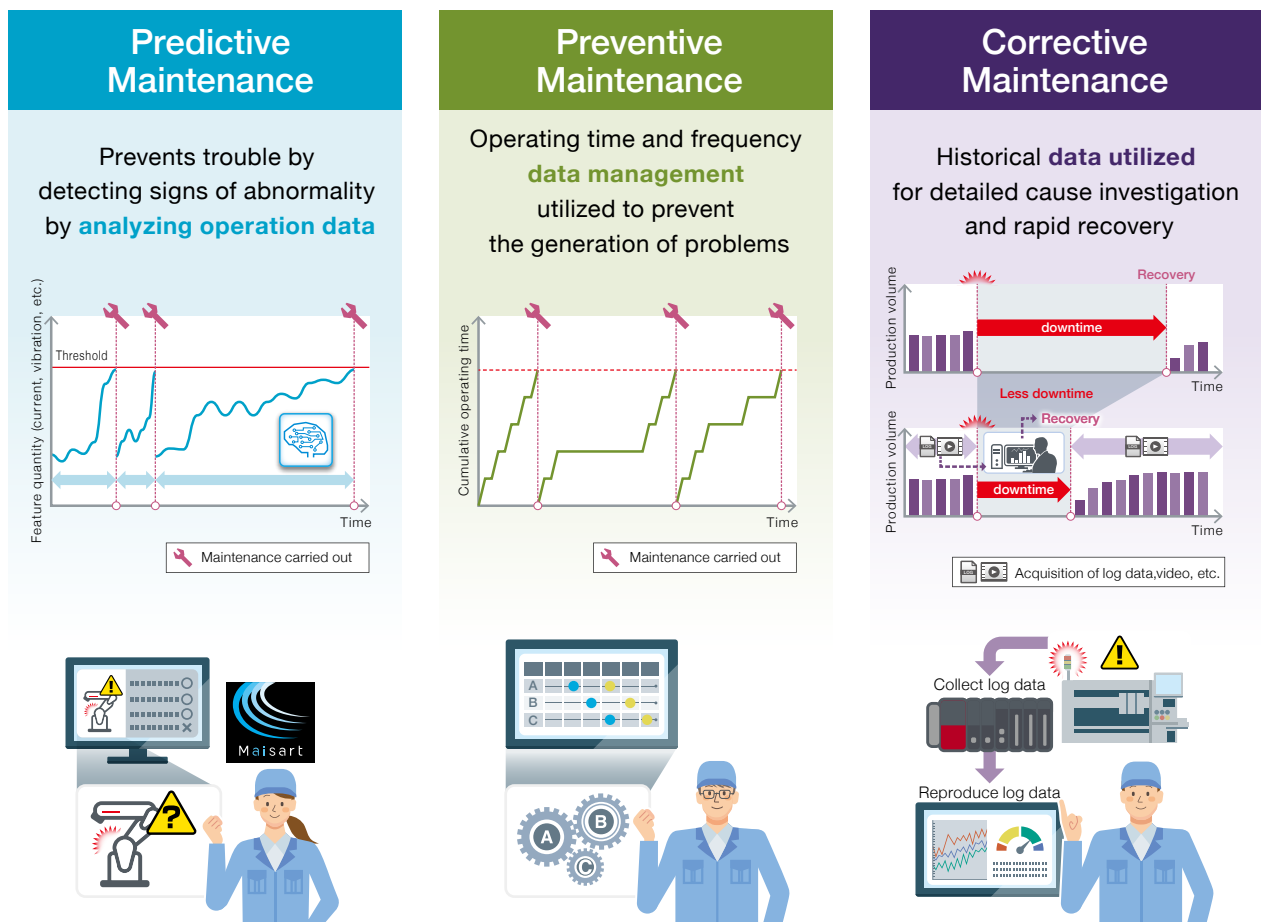 Predictive
Maintenance
Prevents trouble by
detecting signs of abnormality
by analyzing operation data
Feature quantity (current, vibration, etc.)
Threshold
Time
Maintenance carried out
Maisart
?
Preventive
Maintenance
Operating time and frequency
data management
utilized to prevent
the generation of problems
Cumulative operating time
Time
Maintenance carried out
A
B
C
A
B
C
Corrective
Maintenance
Historical data utilized
for detailed cause investigation
and rapid recovery
Recovery
Production volume
downtime
Time
Less downtime
Recovery
Production volume
downtime
Time
Acquisition of log data,video, etc.
Collect log data
Reproduce log data